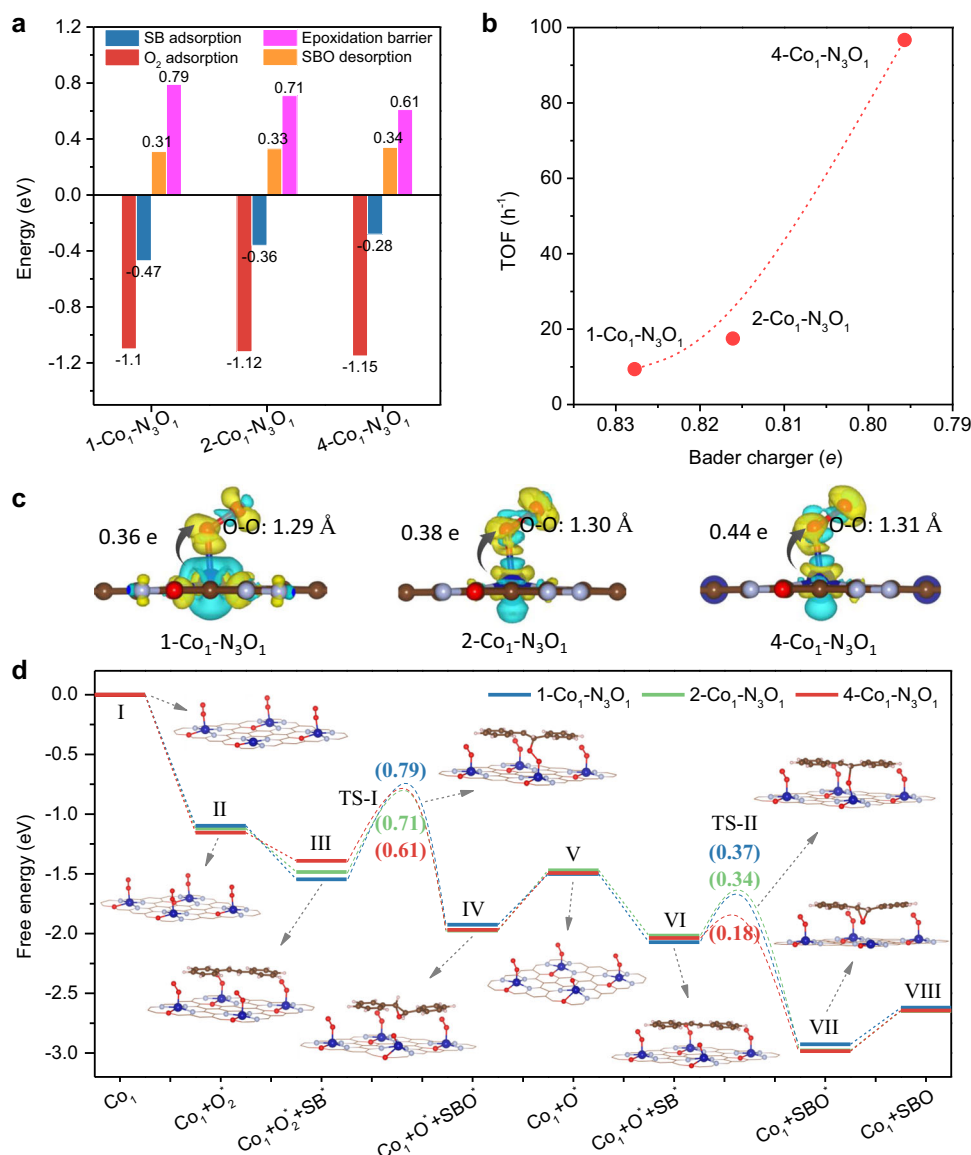 a
SB adsorption
Epoxidation barrier
O₂ adsorption
SBO desorption
Energy (eV)
1.2
0.8
0.4
0.0
-0.4
-0.8
-1.2
0.79
0.31
-1.1
-0.47
0.71
0.33
-1.12
-0.36
0.61
0.34
-1.15
-0.28
1-Co₁-N₃O₁
2-Co₁-N₃O₁
4-Co₁-N₃O₁
b
TOF (h⁻¹)
100
80
60
40
20
0
4-Co₁-N₃O₁
2-Co₁-N₃O₁
1-Co₁-N₃O₁
0.83
0.82
0.81
0.80
0.79
Bader charger (e)
c
0.36 e
O-O: 1.29 Å
1-Co₁-N₃O₁
0.38 e
O-O: 1.30 Å
2-Co₁-N₃O₁
0.44 e
O-O: 1.31 Å
4-Co₁-N₃O₁
d
Free energy (eV)
0.0
-0.5
-1.0
-1.5
-2.0
-2.5
-3.0
1-Co₁-N₃O₁
2-Co₁-N₃O₁
4-Co₁-N₃O₁
I
II
III
TS-I
(0.79)
(0.71)
(0.61)
IV
V
VI
TS-II
(0.37)
(0.34)
(0.18)
VII
VIII
Co₁
Co₁+O₂*
Co₁+O₂*+SB*
Co₁+O*+SBO*
Co₁+O*
Co₁+O*+SB*
Co₁+SBO*
Co₁+SBO